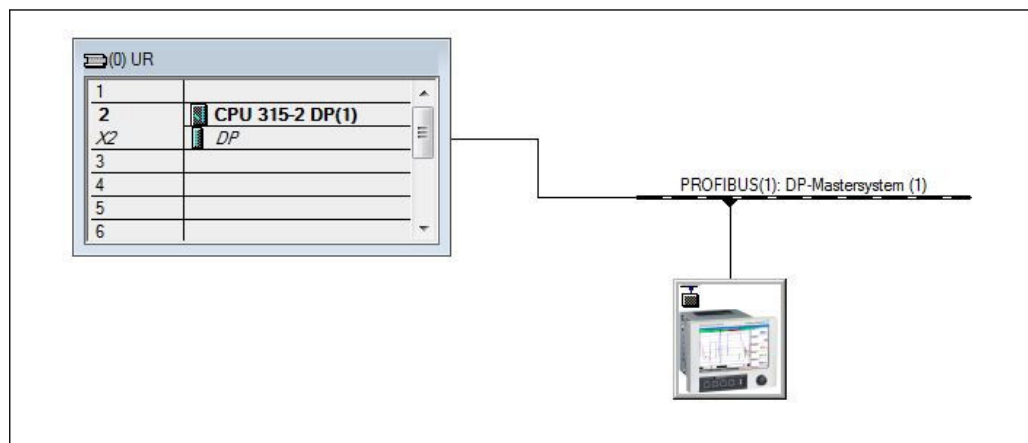 (0) UR
1
2 CPU 315-2 DP(1)
X2 DP
3
4
5
6
PROFIBUS(1): DP-Mastersystem (1)